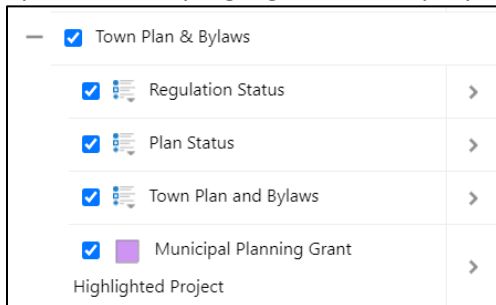 Town Plan & Bylaws
Regulation Status
Plan Status
Town Plan and Bylaws
Municipal Planning Grant
Highlighted Project